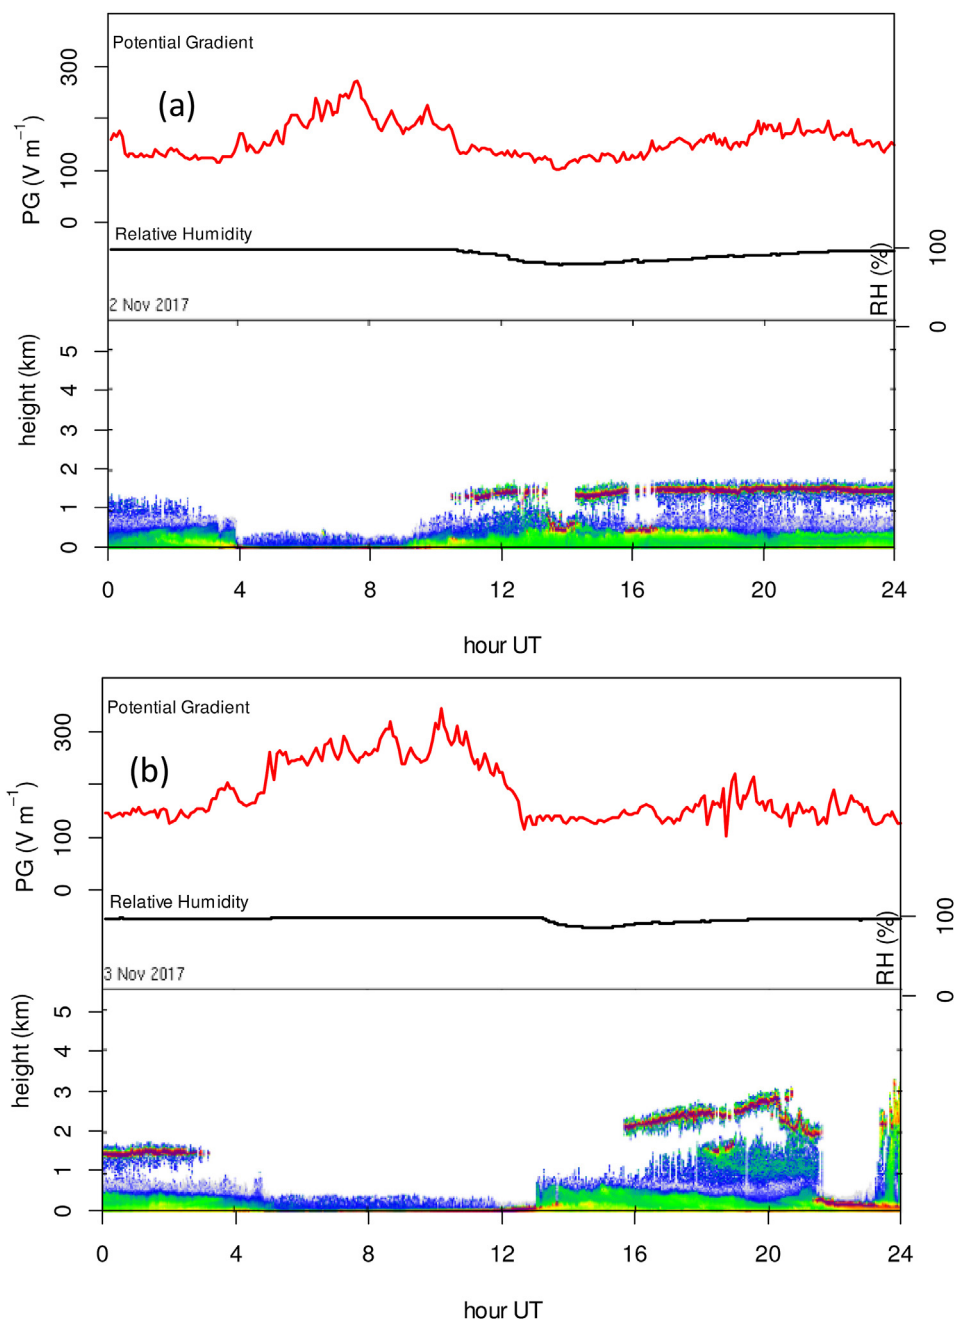 Potential Gradient
(a)
PG (V m⁻¹)
300
100
0
Relative Humidity
RH (%)
100
0
2 Nov 2017
height (km)
5
4
3
2
1
0
0 4 8 12 16 20 24
hour UT
Potential Gradient
(b)
PG (V m⁻¹)
300
100
0
Relative Humidity
RH (%)
100
0
3 Nov 2017
height (km)
5
4
3
2
1
0
0 4 8 12 16 20 24
hour UT